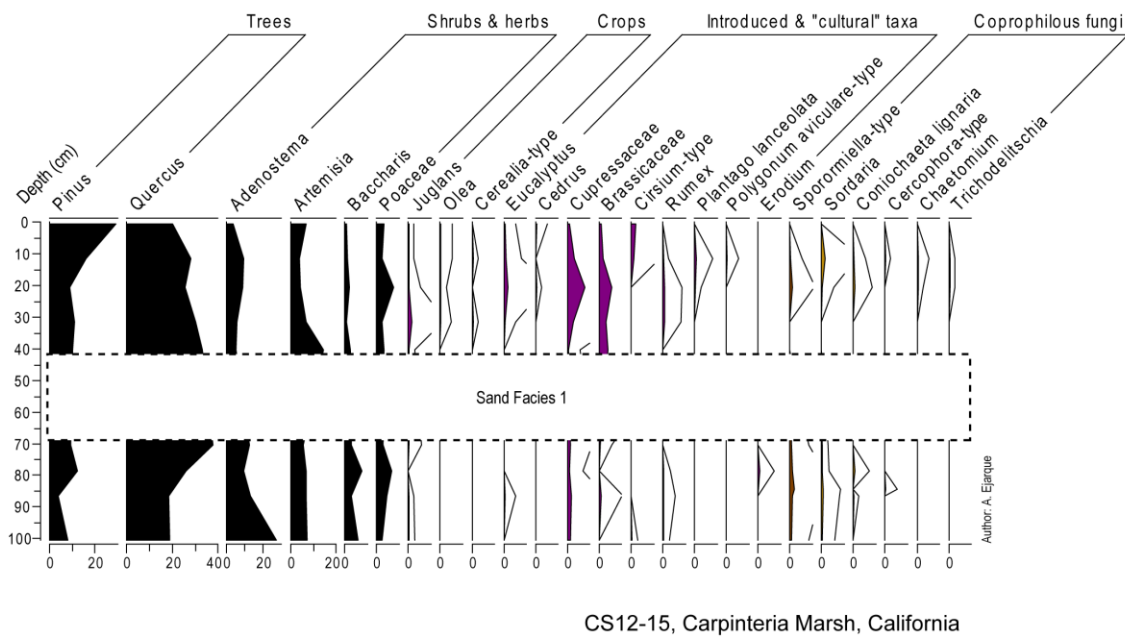 Trees
Shrubs & herbs
Crops
Introduced & "cultural" taxa
Coprophilous fungi
Depth (cm)
Pinus
Quercus
Adenostema
Artemisia
Baccharis
Poaceae
Juglans
Olea
Cerealia-type
Eucalyptus
Cedrus
Cupressaceae
Brassicaceae
Cirsium-type
Rumex
Plantago lanceolata
Polygonum aviculare-type
Erodium
Sporormiella-type
Sordaria
Coniochaeta lignaria
Cercophora-type
Chaetomium
Trichodelitschia
0
10
20
30
40
50
60
70
80
90
100
Sand Facies 1
Author: A. Ejarque
0 20 0 20 40 0 0 20 0 0 0 0 0 0 0 0 0 0 0 0 0 0 0 0 0 0 0 0
CS12-15, Carpinteria Marsh, California